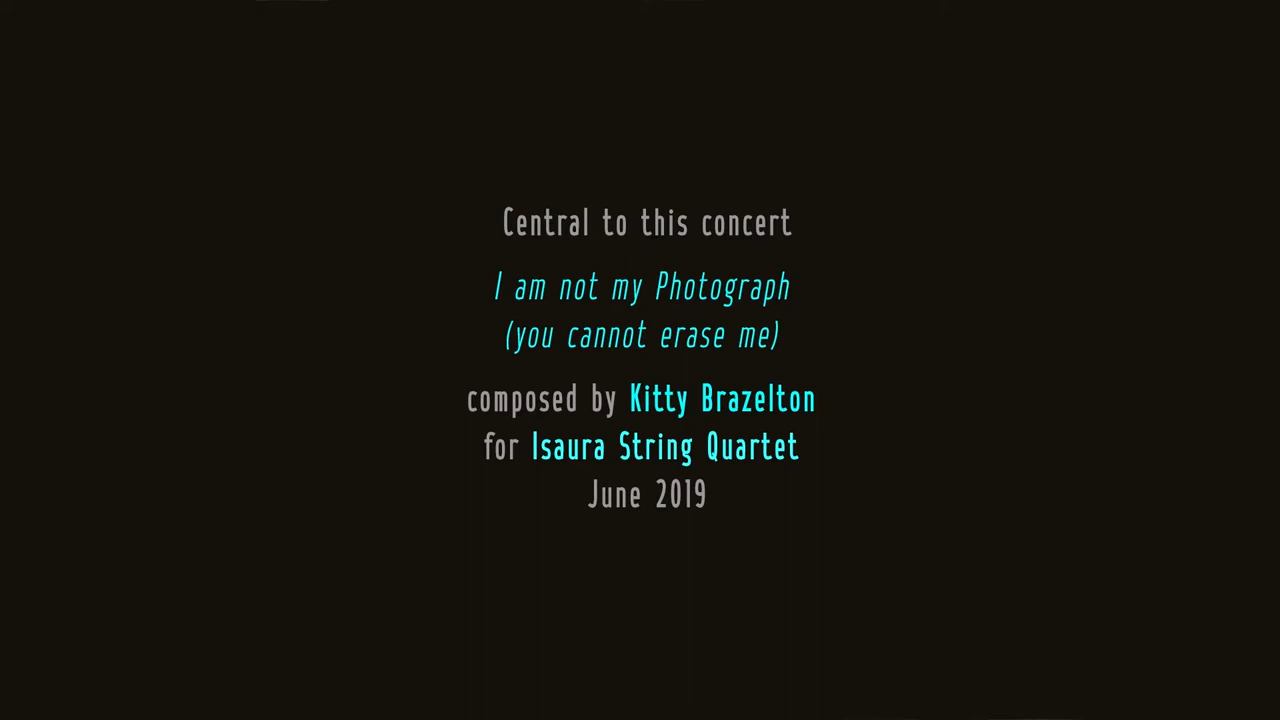 Central to this concert
I am not my Photograph
(you cannot erase me)
composed by Kitty Brazelton
for Isaura String Quartet
June 2019